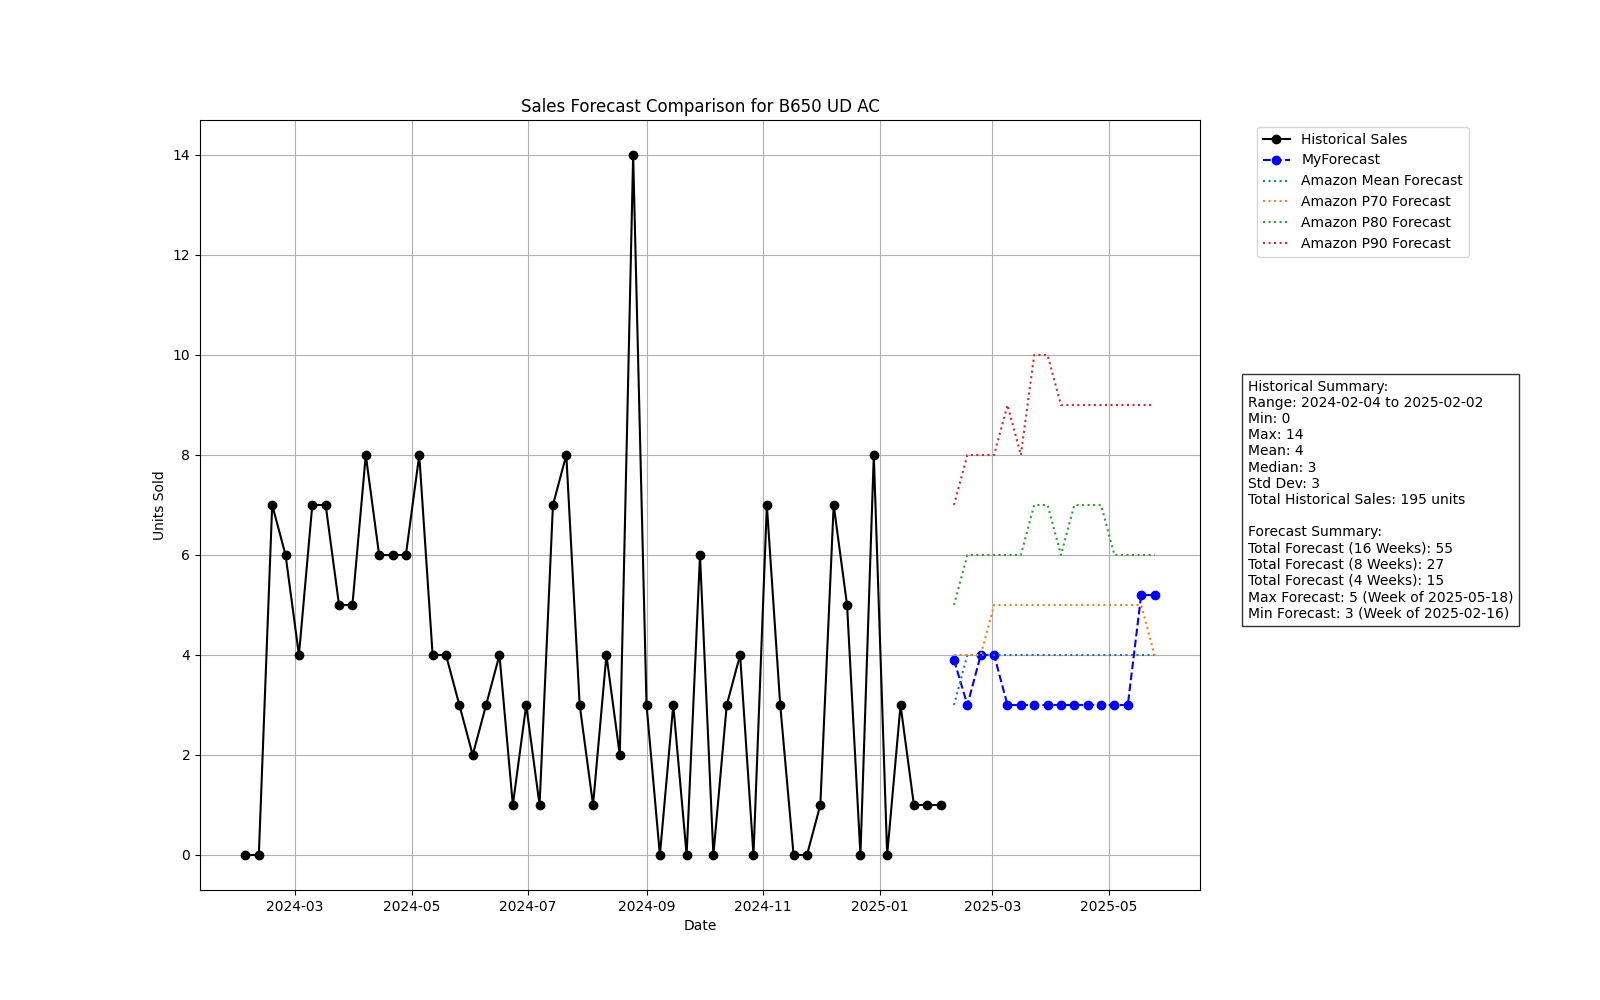 Sales Forecast Comparison for B650 UD AC
Units Sold
14
12
10
8
6
4
2
0
2024-03
2024-05
2024-07
2024-09
2024-11
2025-01
2025-03
2025-05
Date
Historical Sales
MyForecast
Amazon Mean Forecast
Amazon P70 Forecast
Amazon P80 Forecast
Amazon P90 Forecast
Historical Summary:
Range: 2024-02-04 to 2025-02-02
Min: 0
Max: 14
Mean: 4
Median: 3
Std Dev: 3
Total Historical Sales: 195 units
Forecast Summary:
Total Forecast (16 Weeks): 55
Total Forecast (8 Weeks): 27
Total Forecast (4 Weeks): 15
Max Forecast: 5 (Week of 2025-05-18)
Min Forecast: 3 (Week of 2025-02-16)